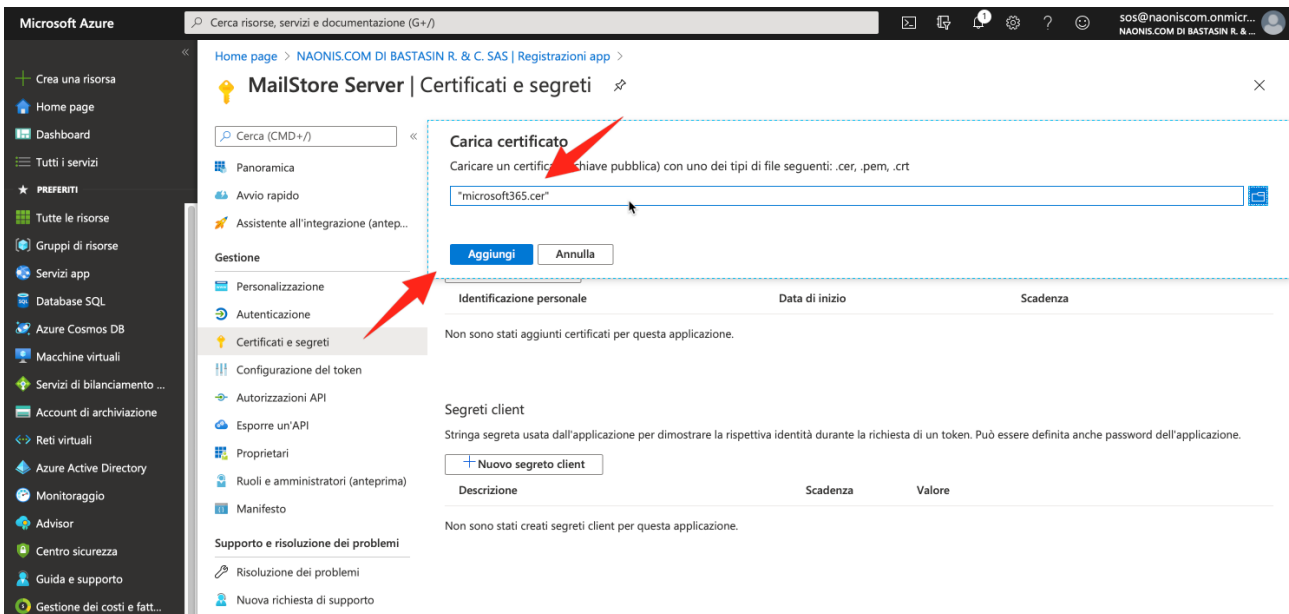 Microsoft Azure
Cerca risorse, servizi e documentazione (G+/)
1
sos@naoniscom.onmicr...
NAONIS.COM DI BASTASIN R. & ...
Crea una risorsa
Home page
Dashboard
Tutti i servizi
PREFERITI
Tutte le risorse
Gruppi di risorse
Servizi app
Database SQL
Azure Cosmos DB
Macchine virtuali
Servizi di bilanciamento ...
Account di archiviazione
Reti virtuali
Azure Active Directory
Monitoraggio
Advisor
Centro sicurezza
Guida e supporto
Gestione dei costi e fatt...
Home page > NAONIS.COM DI BASTASIN R. & C. SAS | Registrazioni app >
MailStore Server | Certificati e segreti
Cerca (CMD+/)
Panoramica
Avvio rapido
Assistente all'integrazione (antep...
Gestione
Personalizzazione
Autenticazione
Certificati e segreti
Configurazione del token
Autorizzazioni API
Esporre un'API
Proprietari
Ruoli e amministratori (anteprima)
Manifesto
Supporto e risoluzione dei problemi
Risoluzione dei problemi
Nuova richiesta di supporto
Carica certificato
Caricare un certific chiave pubblica) con uno dei tipi di file seguenti: .cer, .pem, .crt
"microsoft365.cer"
Aggiungi Annulla
Identificazione personale Data di inizio Scadenza
Non sono stati aggiunti certificati per questa applicazione.
Segreti client
Stringa segreta usata dall'applicazione per dimostrare la rispettiva identità durante la richiesta di un token. Può essere definita anche password dell'applicazione.
Nuovo segreto client
Descrizione Scadenza Valore
Non sono stati creati segreti client per questa applicazione.